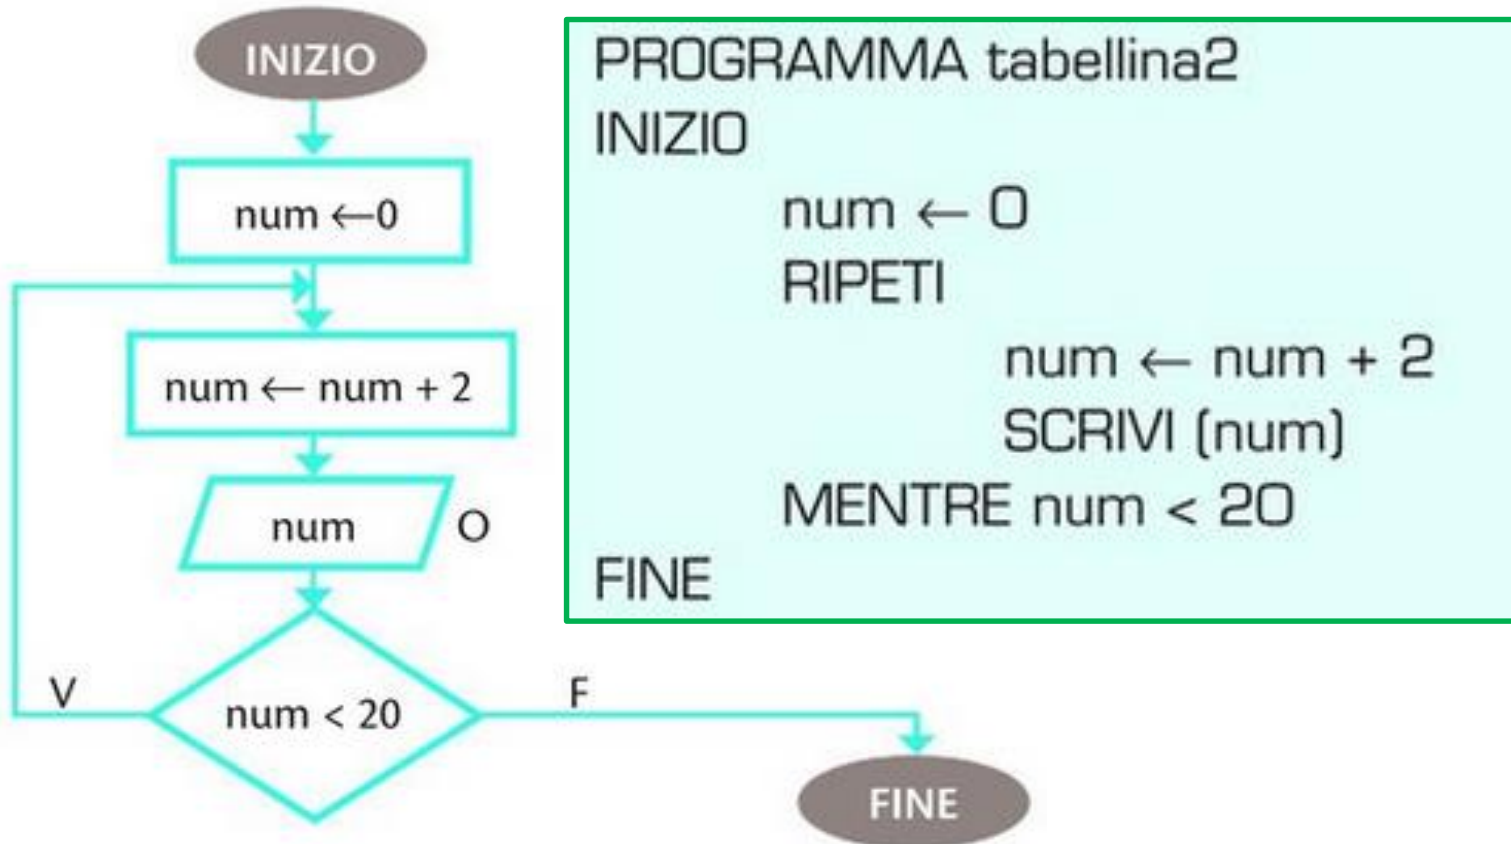 INIZIO
num ←0
num ← num + 2
num O
num < 20
V
F
FINE
PROGRAMMA tabellina2
INIZIO
num ← 0
RIPETI
num ← num + 2
SCRIVI (num)
MENTRE num < 20
FINE